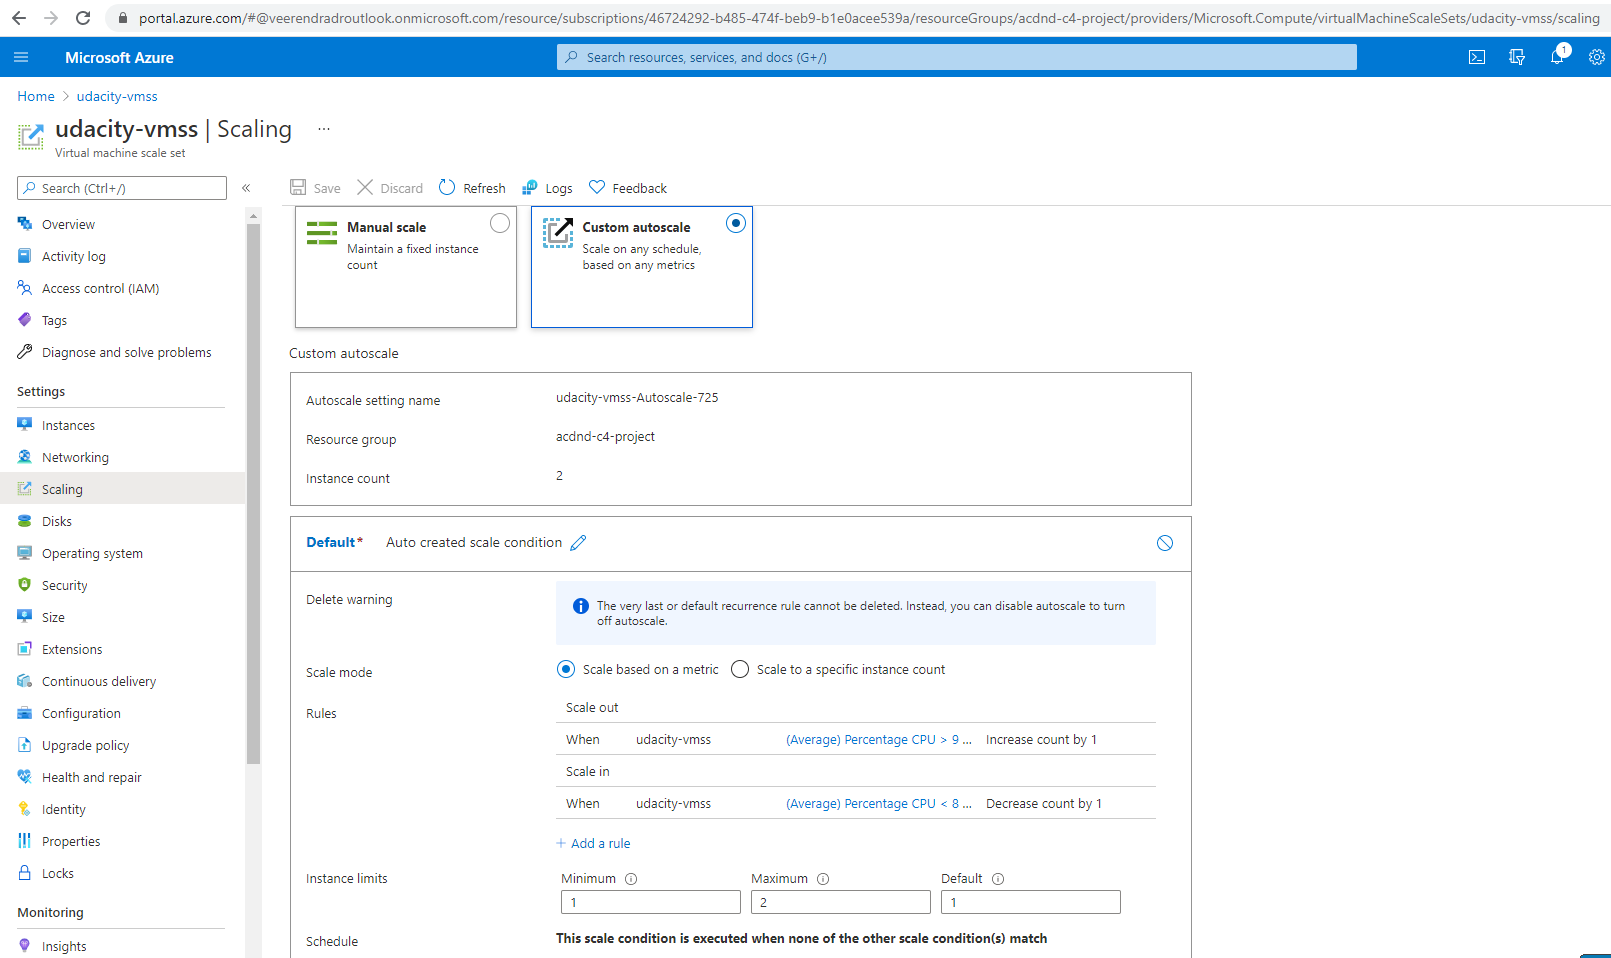 portal.azure.com/#@veerendradroutlook.onmicrosoft.com/resource/subscriptions/46724292-b485-474f-beb9-b1e0acee539a/resourceGroups/acdnd-c4-project/providers/Microsoft.Compute/virtualMachineScaleSets/udacity-vmss/scaling
Microsoft Azure
Search resources, services, and docs (G+/)
1
Home > udacity-vmss
udacity-vmss | Scaling ...
Virtual machine scale set
Search (Ctrl+/)
«
Save Discard Refresh Logs Feedback
Overview
Activity log
Access control (IAM)
Tags
Diagnose and solve problems
Settings
Instances
Networking
Scaling
Disks
Operating system
Security
Size
Extensions
Continuous delivery
Configuration
Upgrade policy
Health and repair
Identity
Properties
Locks
Monitoring
Insights
Manual scale
Maintain a fixed instance
count
Custom autoscale
Scale on any schedule,
based on any metrics
Custom autoscale
Autoscale setting name udacity-vmss-Autoscale-725
Resource group acdnd-c4-project
Instance count 2
Default* Auto created scale condition
Delete warning
The very last or default recurrence rule cannot be deleted. Instead, you can disable autoscale to turn
off autoscale.
Scale mode Scale based on a metric Scale to a specific instance count
Rules
Scale out
When udacity-vmss (Average) Percentage CPU > 9 ... Increase count by 1
Scale in
When udacity-vmss (Average) Percentage CPU < 8 ... Decrease count by 1
+ Add a rule
Instance limits
Minimum Maximum Default
1 2 1
Schedule This scale condition is executed when none of the other scale condition(s) match